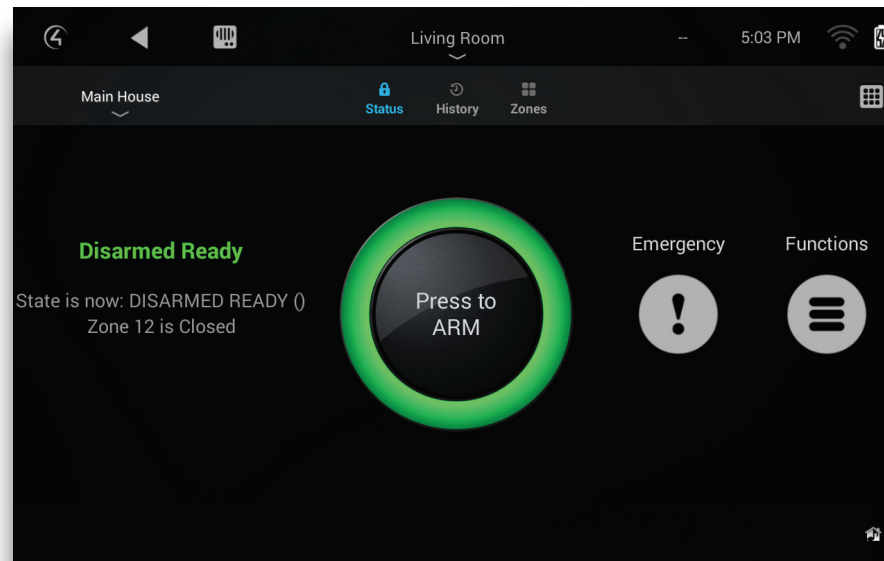 Living Room
--
5:03 PM
Main House
Status
History
Zones
Disarmed Ready
State is now: DISARMED READY ()
Zone 12 is Closed
Press to
ARM
Emergency
!
Functions